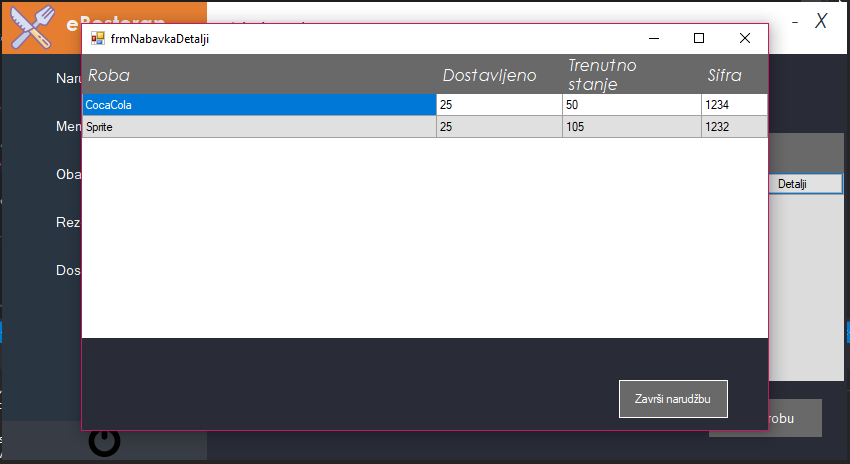 frmNabavkaDetalji
- X
Roba Dostavljeno Trenutno stanje Sifra
CocaCola 25 50 1234
Sprite 25 105 1232
Naru
Men
Oba
Rez
Dos
Detalji
Završi narudžbu
robu